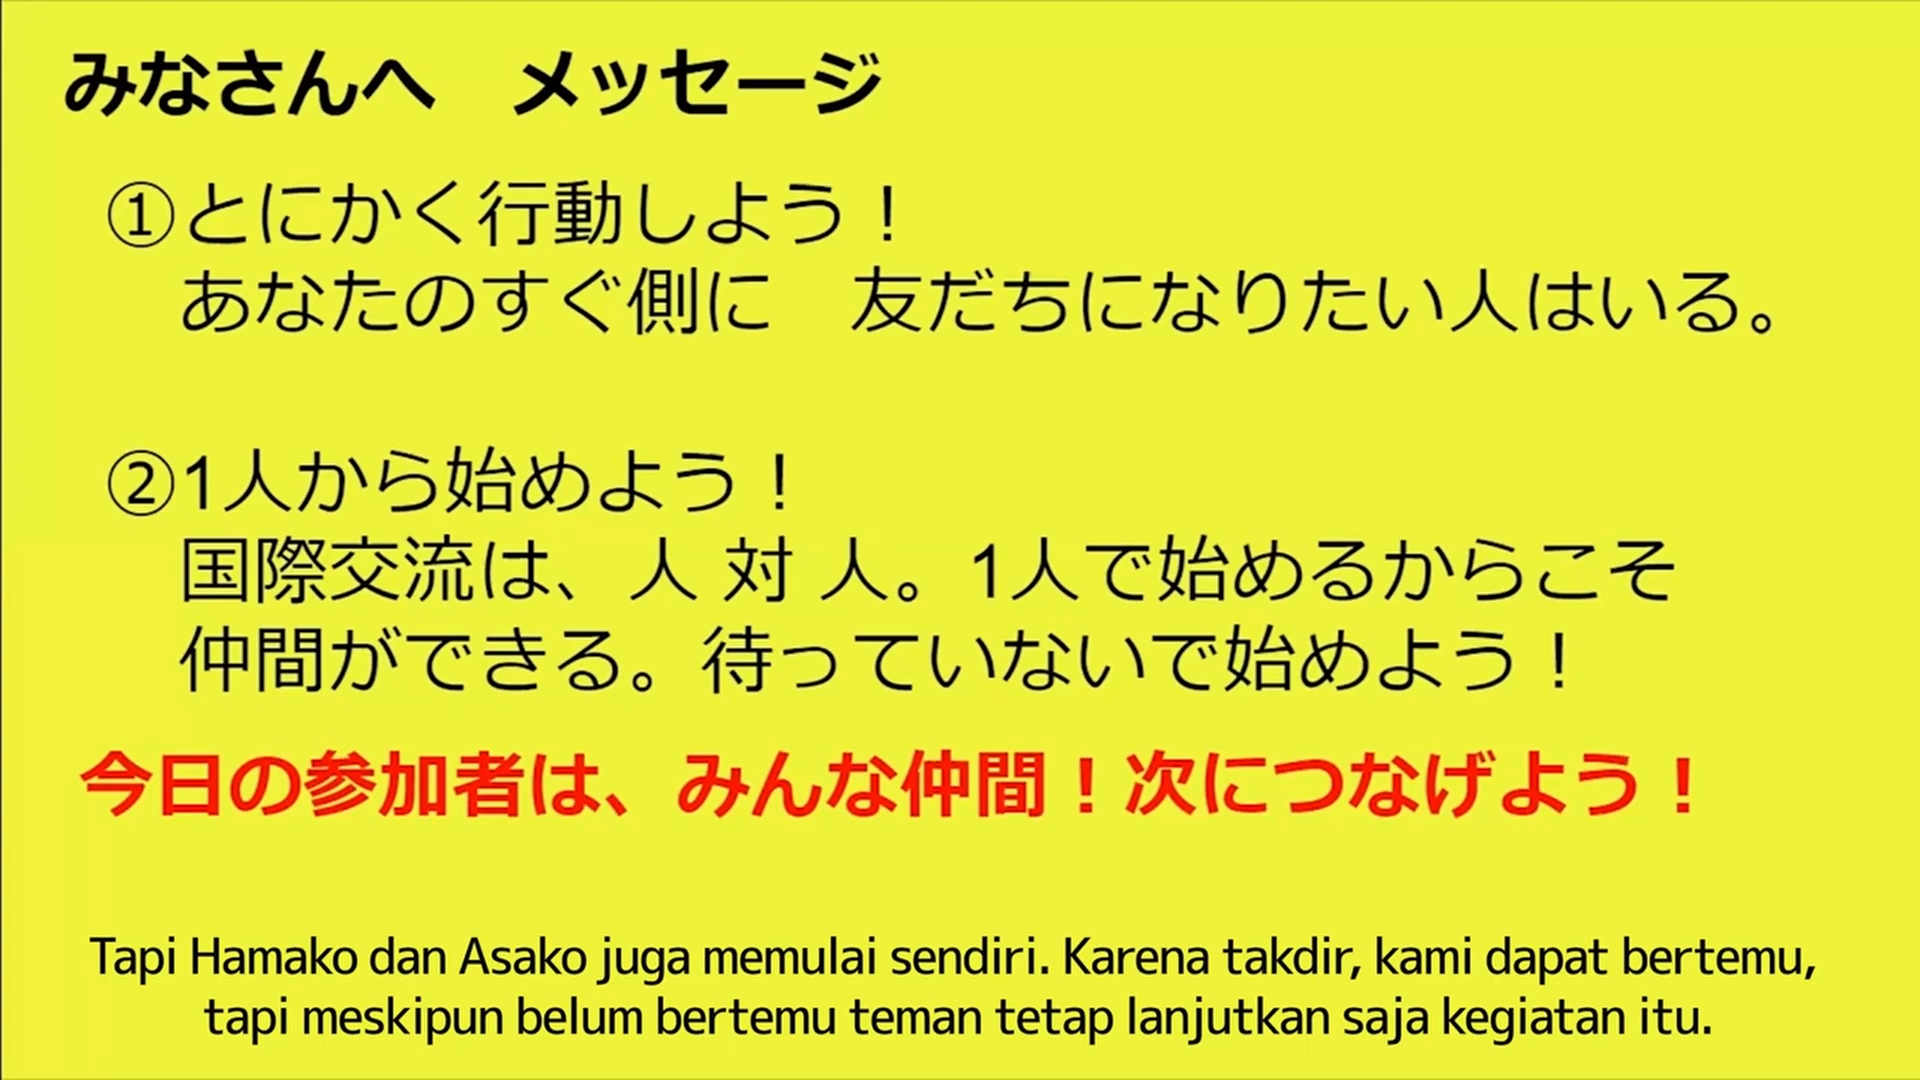 みなさんへ　メッセージ
①とにかく行動しよう！
あなたのすぐ側に　友だちになりたい人はいる。
②1人から始めよう！
国際交流は、人 対 人。1人で始めるからこそ
仲間ができる。待っていないで始めよう！
今日の参加者は、みんな仲間！次につなげよう！
Tapi Hamako dan Asako juga memulai sendiri. Karena takdir, kami dapat bertemu,
tapi meskipun belum bertemu teman tetap lanjutkan saja kegiatan itu.